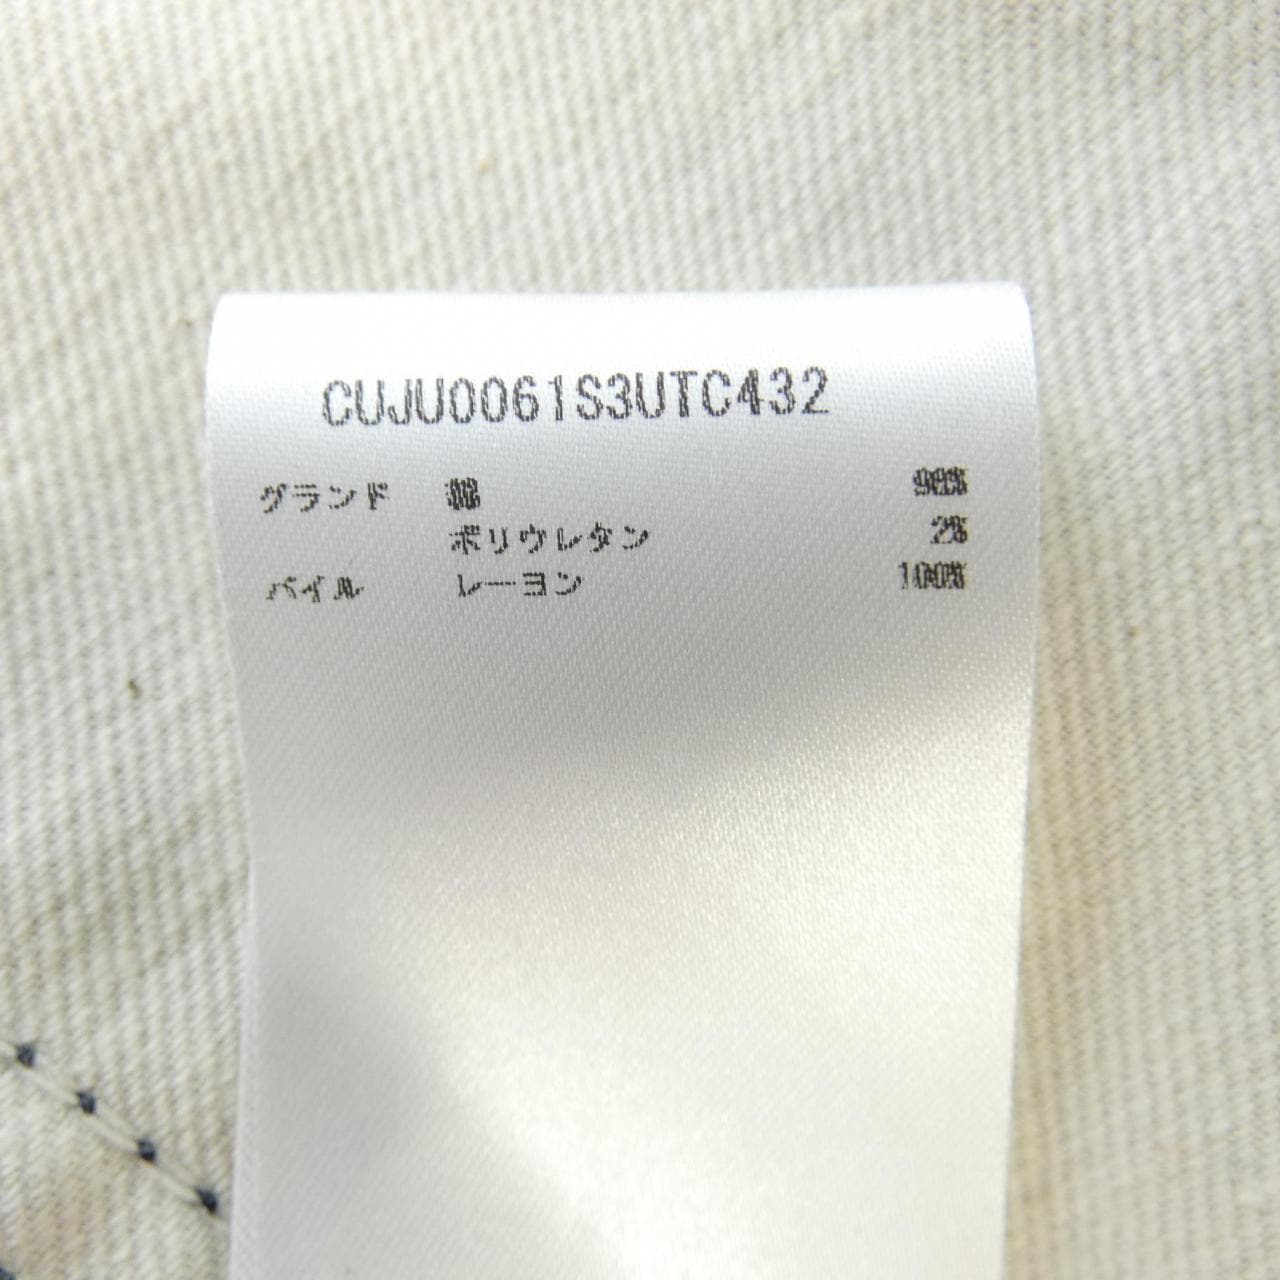 CUJU0061S3UTC432
グランド 綿 98%
ポリウレタン 2%
パイル レーヨン 100%